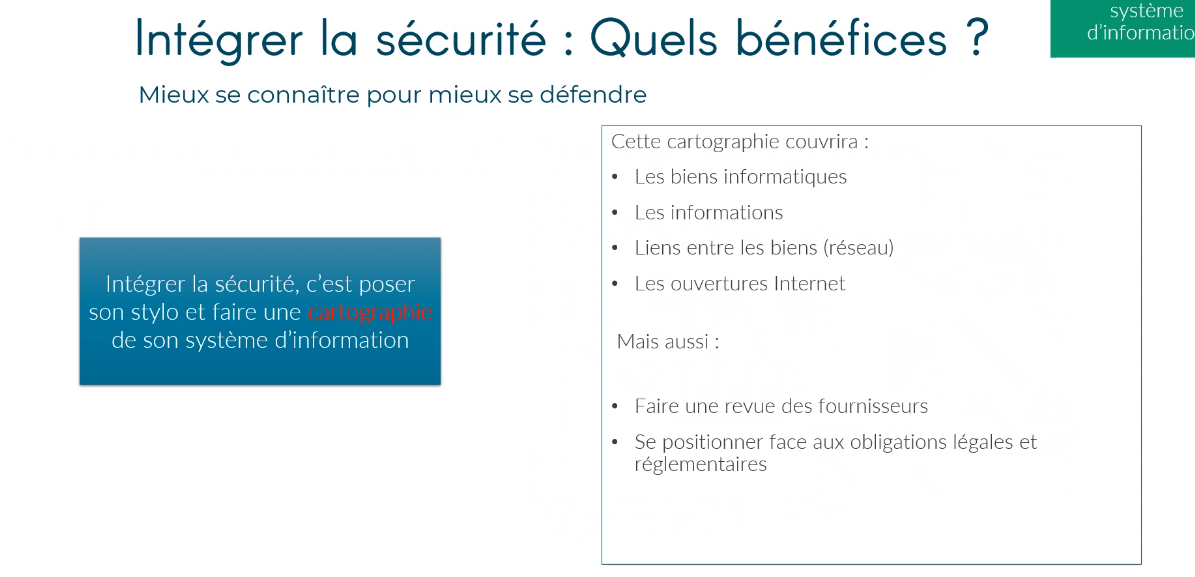 système
d'informatio
Intégrer la sécurité : Quels bénéfices ?
Mieux se connaître pour mieux se défendre
Intégrer la sécurité, c'est poser
son stylo et faire une cartographie
de son système d'information
Cette cartographie couvrira :
• Les biens informatiques
• Les informations
• Liens entre les biens (réseau)
• Les ouvertures Internet
Mais aussi :
• Faire une revue des fournisseurs
• Se positionner face aux obligations légales et
réglementaires